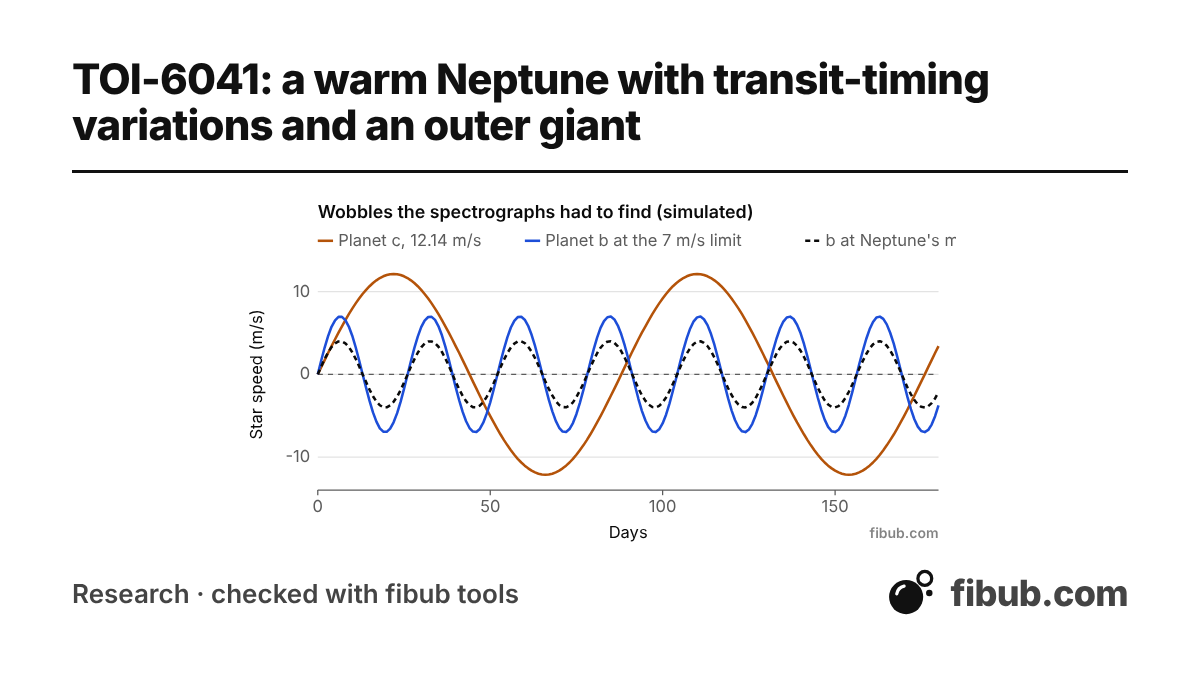 TOI-6041: a warm Neptune with transit-timing
variations and an outer giant
Wobbles the spectrographs had to find (simulated)
Planet c, 12.14 m/s
Planet b at the 7 m/s limit
b at Neptune's m
10
0
-10
Star speed (m/s)
0
50
100
150
Days
fibub.com
Research · checked with fibub tools
fibub.com